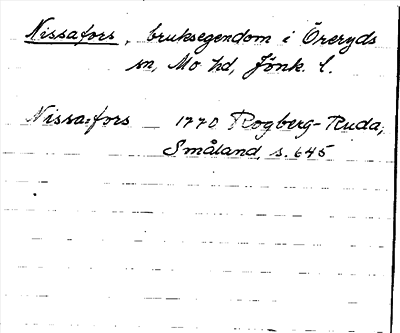 Nissafors, bruksegendom i Öreryds
sn, Mo hd, Jönk. l.
Nissa=fors — 1770 Rogberg-Ruda,
Småland, s. 645